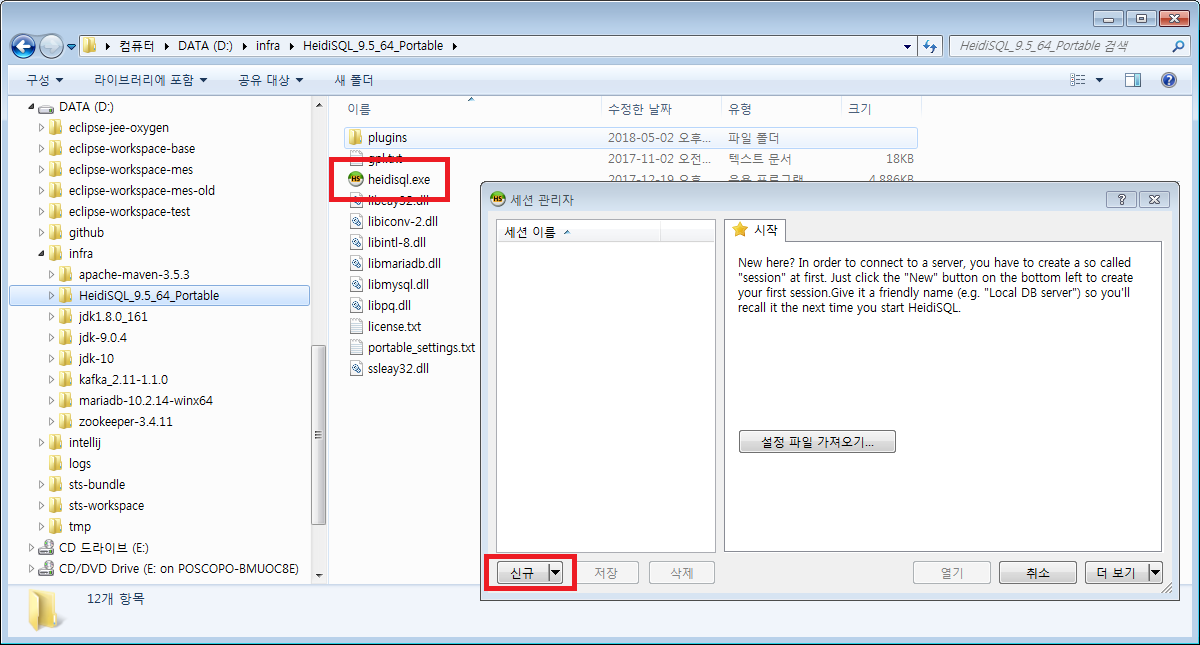 컴퓨터 DATA (D:) infra HeidiSQL_9.5_64_Portable
HeidiSQL_9.5_64_Portable 검색
구성 라이브러리에 포함 공유 대상 새 폴더
DATA (D:)
eclipse-jee-oxygen
eclipse-workspace-base
eclipse-workspace-mes
eclipse-workspace-mes-old
eclipse-workspace-test
github
infra
apache-maven-3.5.3
HeidiSQL_9.5_64_Portable
jdk1.8.0_161
jdk-9.0.4
jdk-10
kafka_2.11-1.1.0
mariadb-10.2.14-winx64
zookeeper-3.4.11
intellij
logs
sts-bundle
sts-workspace
tmp
CD 드라이브 (E:)
CD/DVD Drive (E: on POSCOPO-BMUOC8E)
이름 수정한 날짜 유형 크기
plugins 2018-05-02 오후... 파일 폴더
gpl.txt 2017-11-02 오전... 텍스트 문서 18KB
heidisql.exe 2017-12-19 오후... 응용 프로그램 4,886KB
libeay32.dll
libiconv-2.dll
libintl-8.dll
libmariadb.dll
libmysql.dll
libpq.dll
license.txt
portable_settings.txt
ssleay32.dll
HS 세션 관리자
세션 이름
시작
New here? In order to connect to a server, you have to create a so called
"session" at first. Just click the "New" button on the bottom left to create
your first session.Give it a friendly name (e.g. "Local DB server") so you'll
recall it the next time you start HeidiSQL.
설정 파일 가져오기...
신규 저장 삭제 열기 취소 더 보기
12개 항목